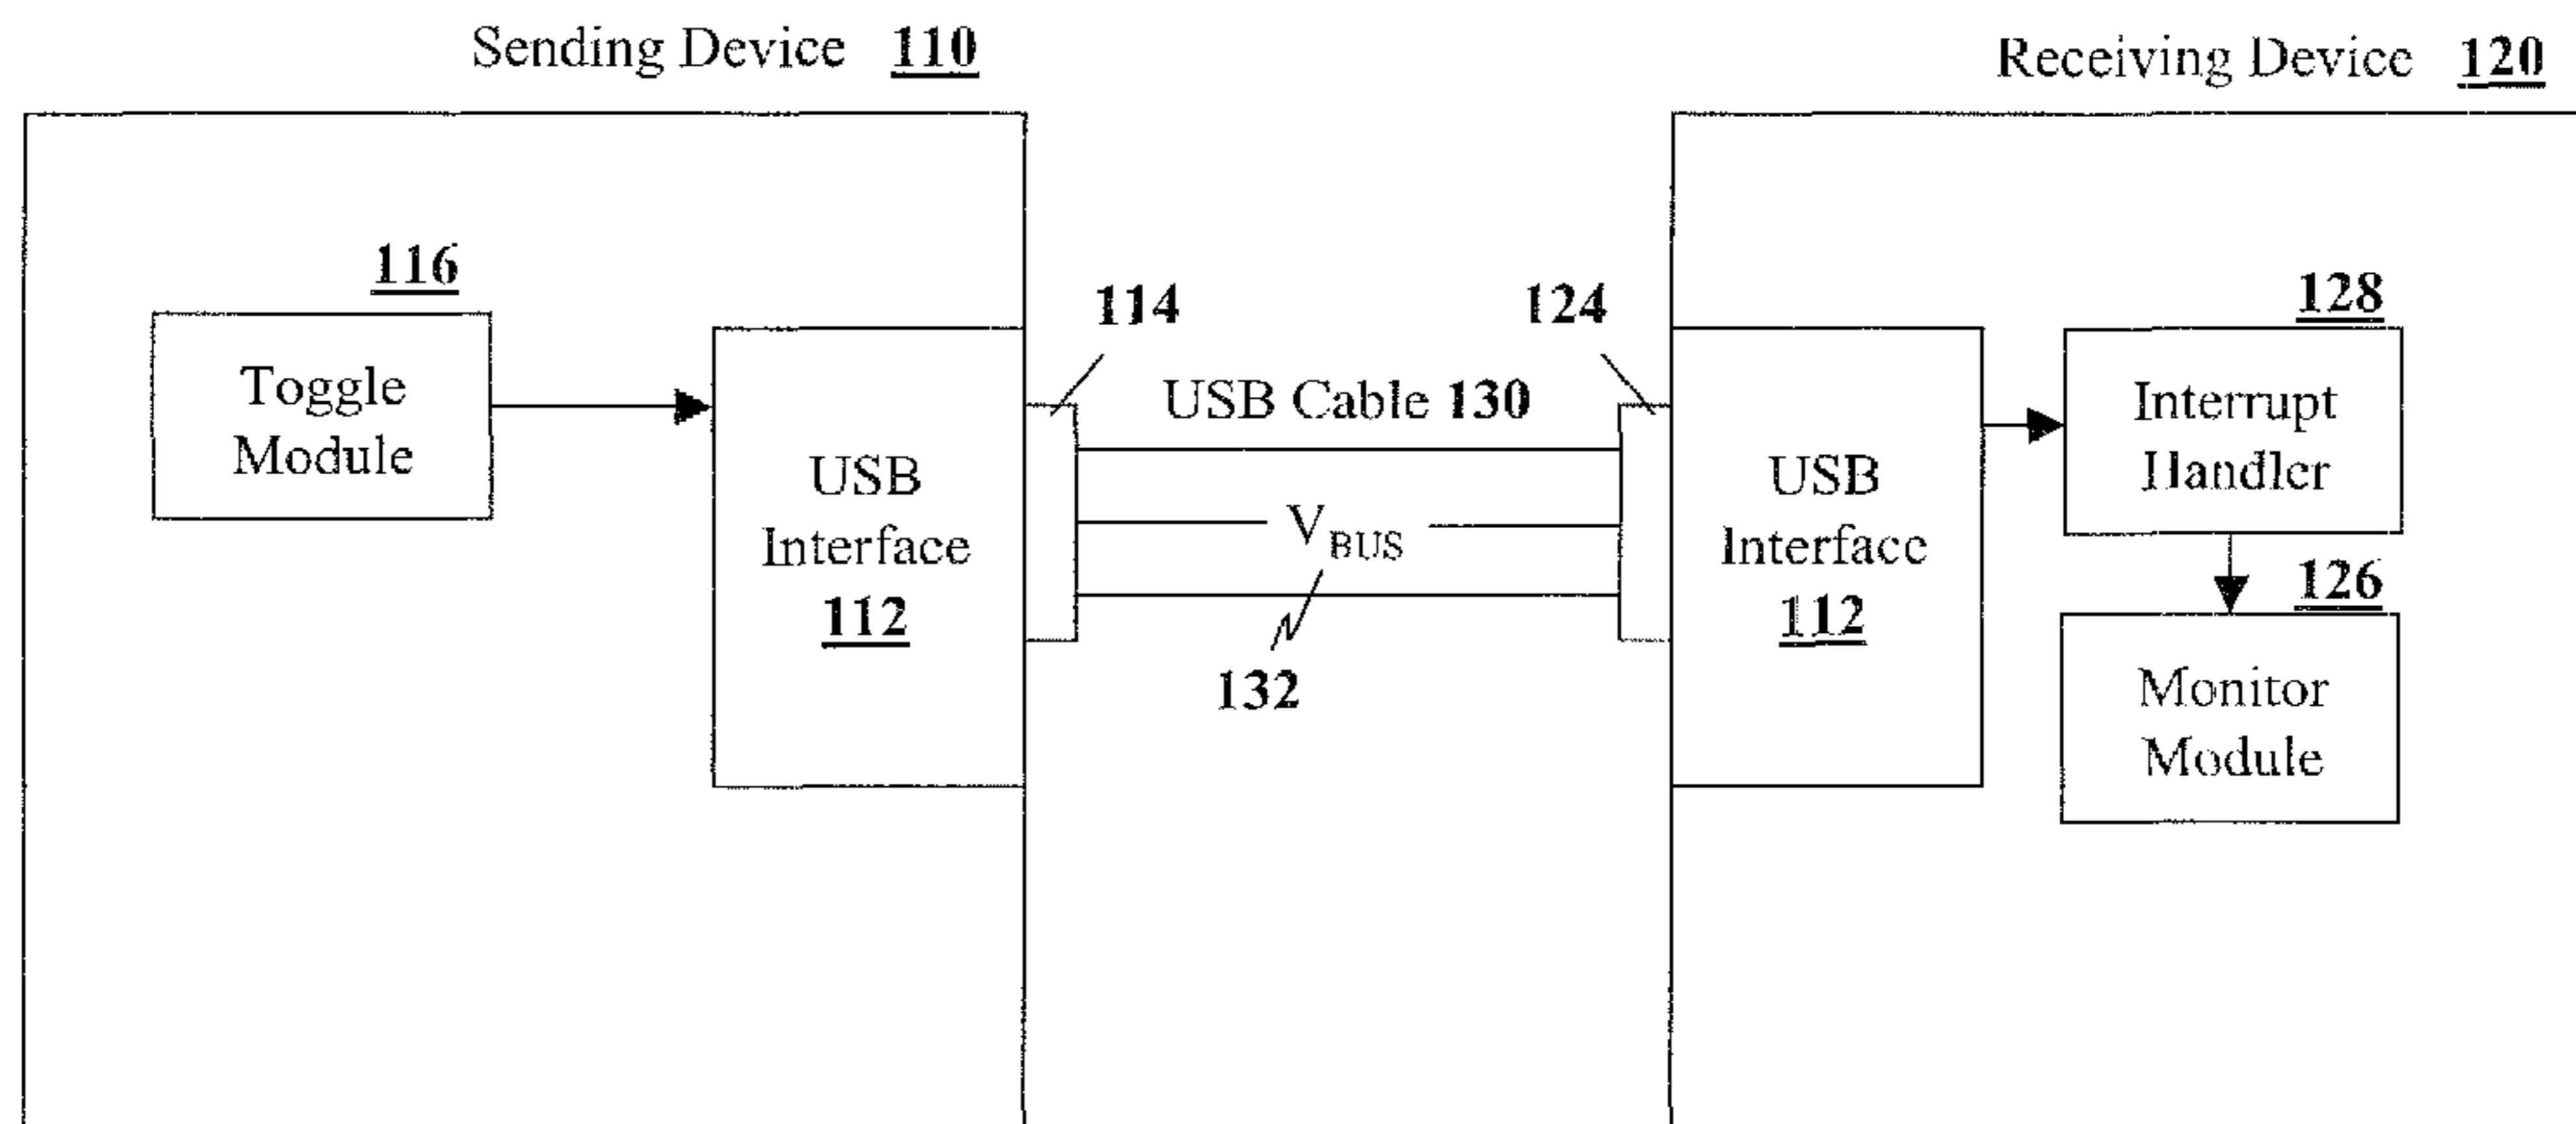 Sending Device 110
Receiving Device 120
116
Toggle
Module
USB
Interface
112
114
USB Cable 130
V BUS
132
124
USB
Interface
112
128
Interrupt
Handler
126
Monitor
Module